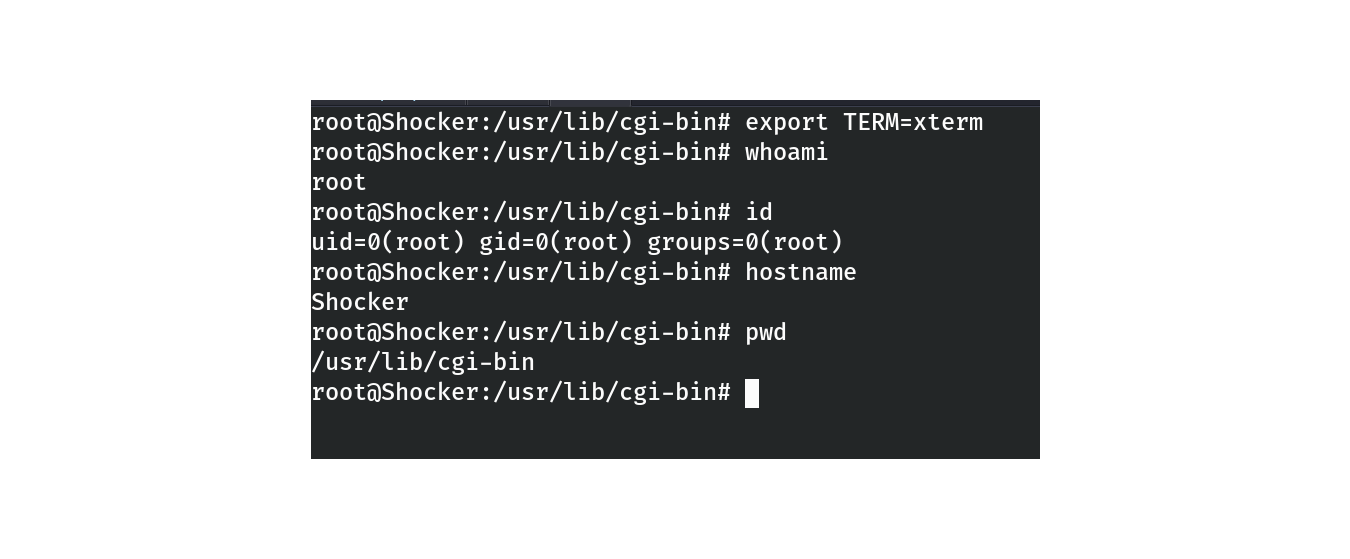 root@Shocker:/usr/lib/cgi-bin# export TERM=xterm
root@Shocker:/usr/lib/cgi-bin# whoami
root
root@Shocker:/usr/lib/cgi-bin# id
uid=0(root) gid=0(root) groups=0(root)
root@Shocker:/usr/lib/cgi-bin# hostname
Shocker
root@Shocker:/usr/lib/cgi-bin# pwd
/usr/lib/cgi-bin
root@Shocker:/usr/lib/cgi-bin#